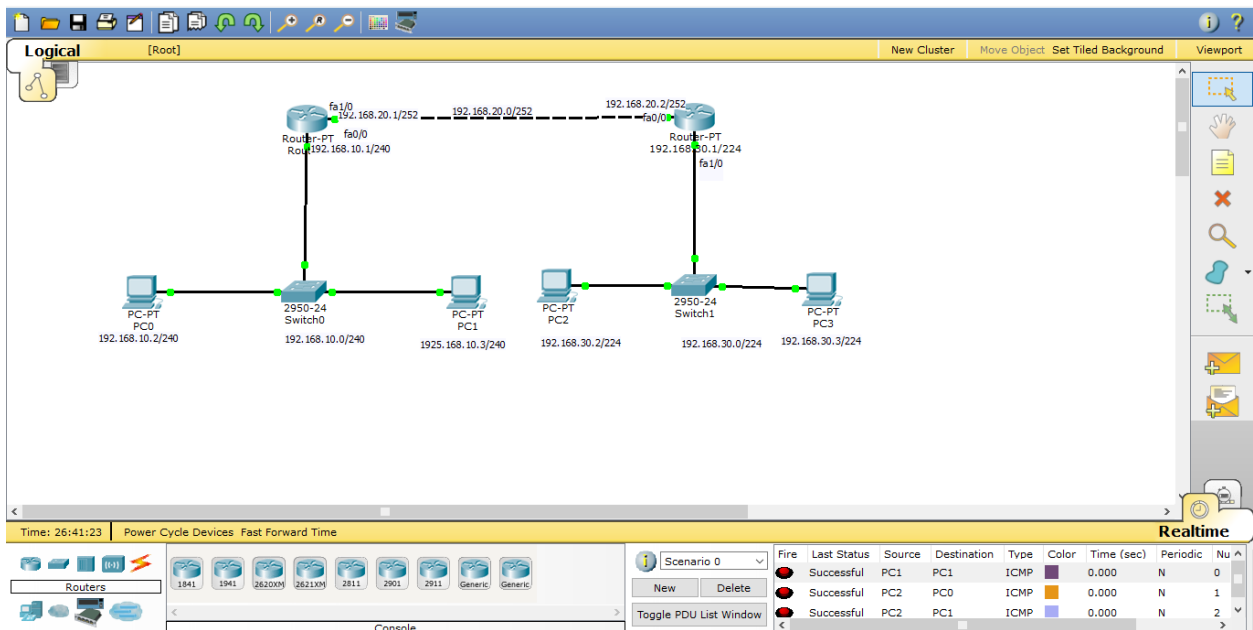 Logical
[Root]
New Cluster
Move Object
Set Tiled Background
Viewport
fa1/0
192.168.20.1/252
192.168.20.0/252
192.168.20.2/252
fa0/0
fa0/0
Router-PT
192.168.10.1/240
Router-PT
192.168.30.1/224
fa1/0
PC-PT
PC0
192.168.10.2/240
2950-24
Switch0
192.168.10.0/240
PC-PT
PC1
1925.168.10.3/240
PC-PT
PC2
192.168.30.2/224
2950-24
Switch1
192.168.30.0/224
PC-PT
PC3
192.168.30.3/224
Time: 26:41:23
Power Cycle Devices Fast Forward Time
Realtime
Routers
1841
1941
2620XM
2621XM
2811
2901
2911
Generic
Generic
Console
Scenario 0
New
Delete
Toggle PDU List Window
Fire Last Status Source Destination Type Color Time (sec) Periodic Nu
Successful PC1 PC1 ICMP 0.000 N 0
Successful PC2 PC0 ICMP 0.000 N 1
Successful PC2 PC1 ICMP 0.000 N 2